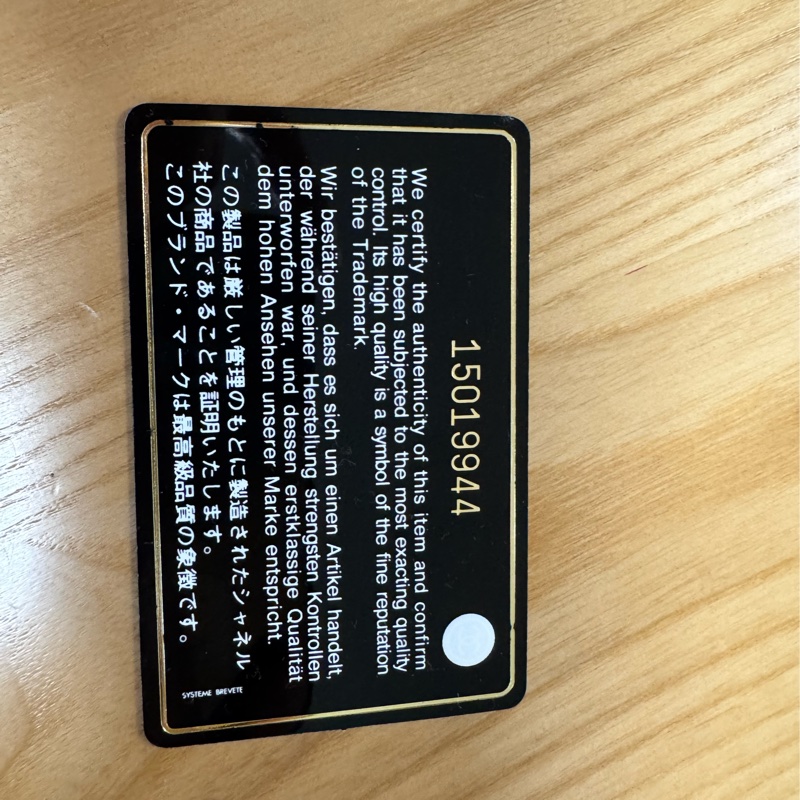 15019944
We certify the authenticity of this item and confirm
that it has been subjected to the most exacting quality
control. Its high quality is a symbol of the fine reputation
of the Trademark.
Wir bestätigen, dass es sich um einen Artikel handelt,
der während seiner Herstellung strengsten Kontrollen
unterworfen war, und dessen erstklassige Qualität
dem hohen Ansehen unserer Marke entspricht.
この製品は厳しい管理のもとに製造されたシャネル
社の商品であることを証明いたします。
このブランド・マークは最高級品質の象徴です。
SYSTEME BREVETE